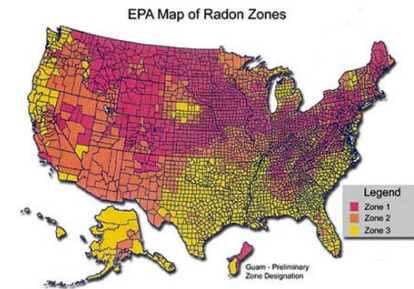 EPA Map of Radon Zones
Legend
Zone 1
Zone 2
Zone 3
Guam - Preliminary
Zone Designation